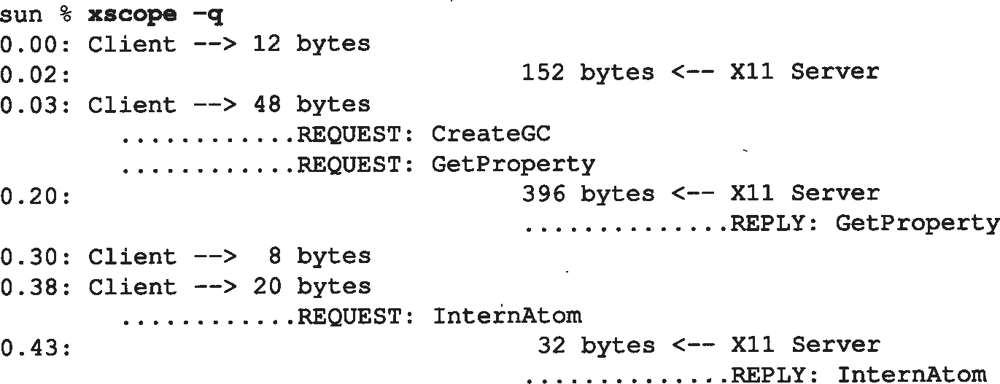 sun % xscope -q
0.00: Client --> 12 bytes
0.02:                              152 bytes <-- X11 Server
0.03: Client --> 48 bytes
        ............REQUEST: CreateGC
        ............REQUEST: GetProperty
0.20:                              396 bytes <-- X11 Server
                                   ..............REPLY: GetProperty
0.30: Client -->  8 bytes
0.38: Client --> 20 bytes
        ............REQUEST: InternAtom
0.43:                               32 bytes <-- X11 Server
                                   ..............REPLY: InternAtom